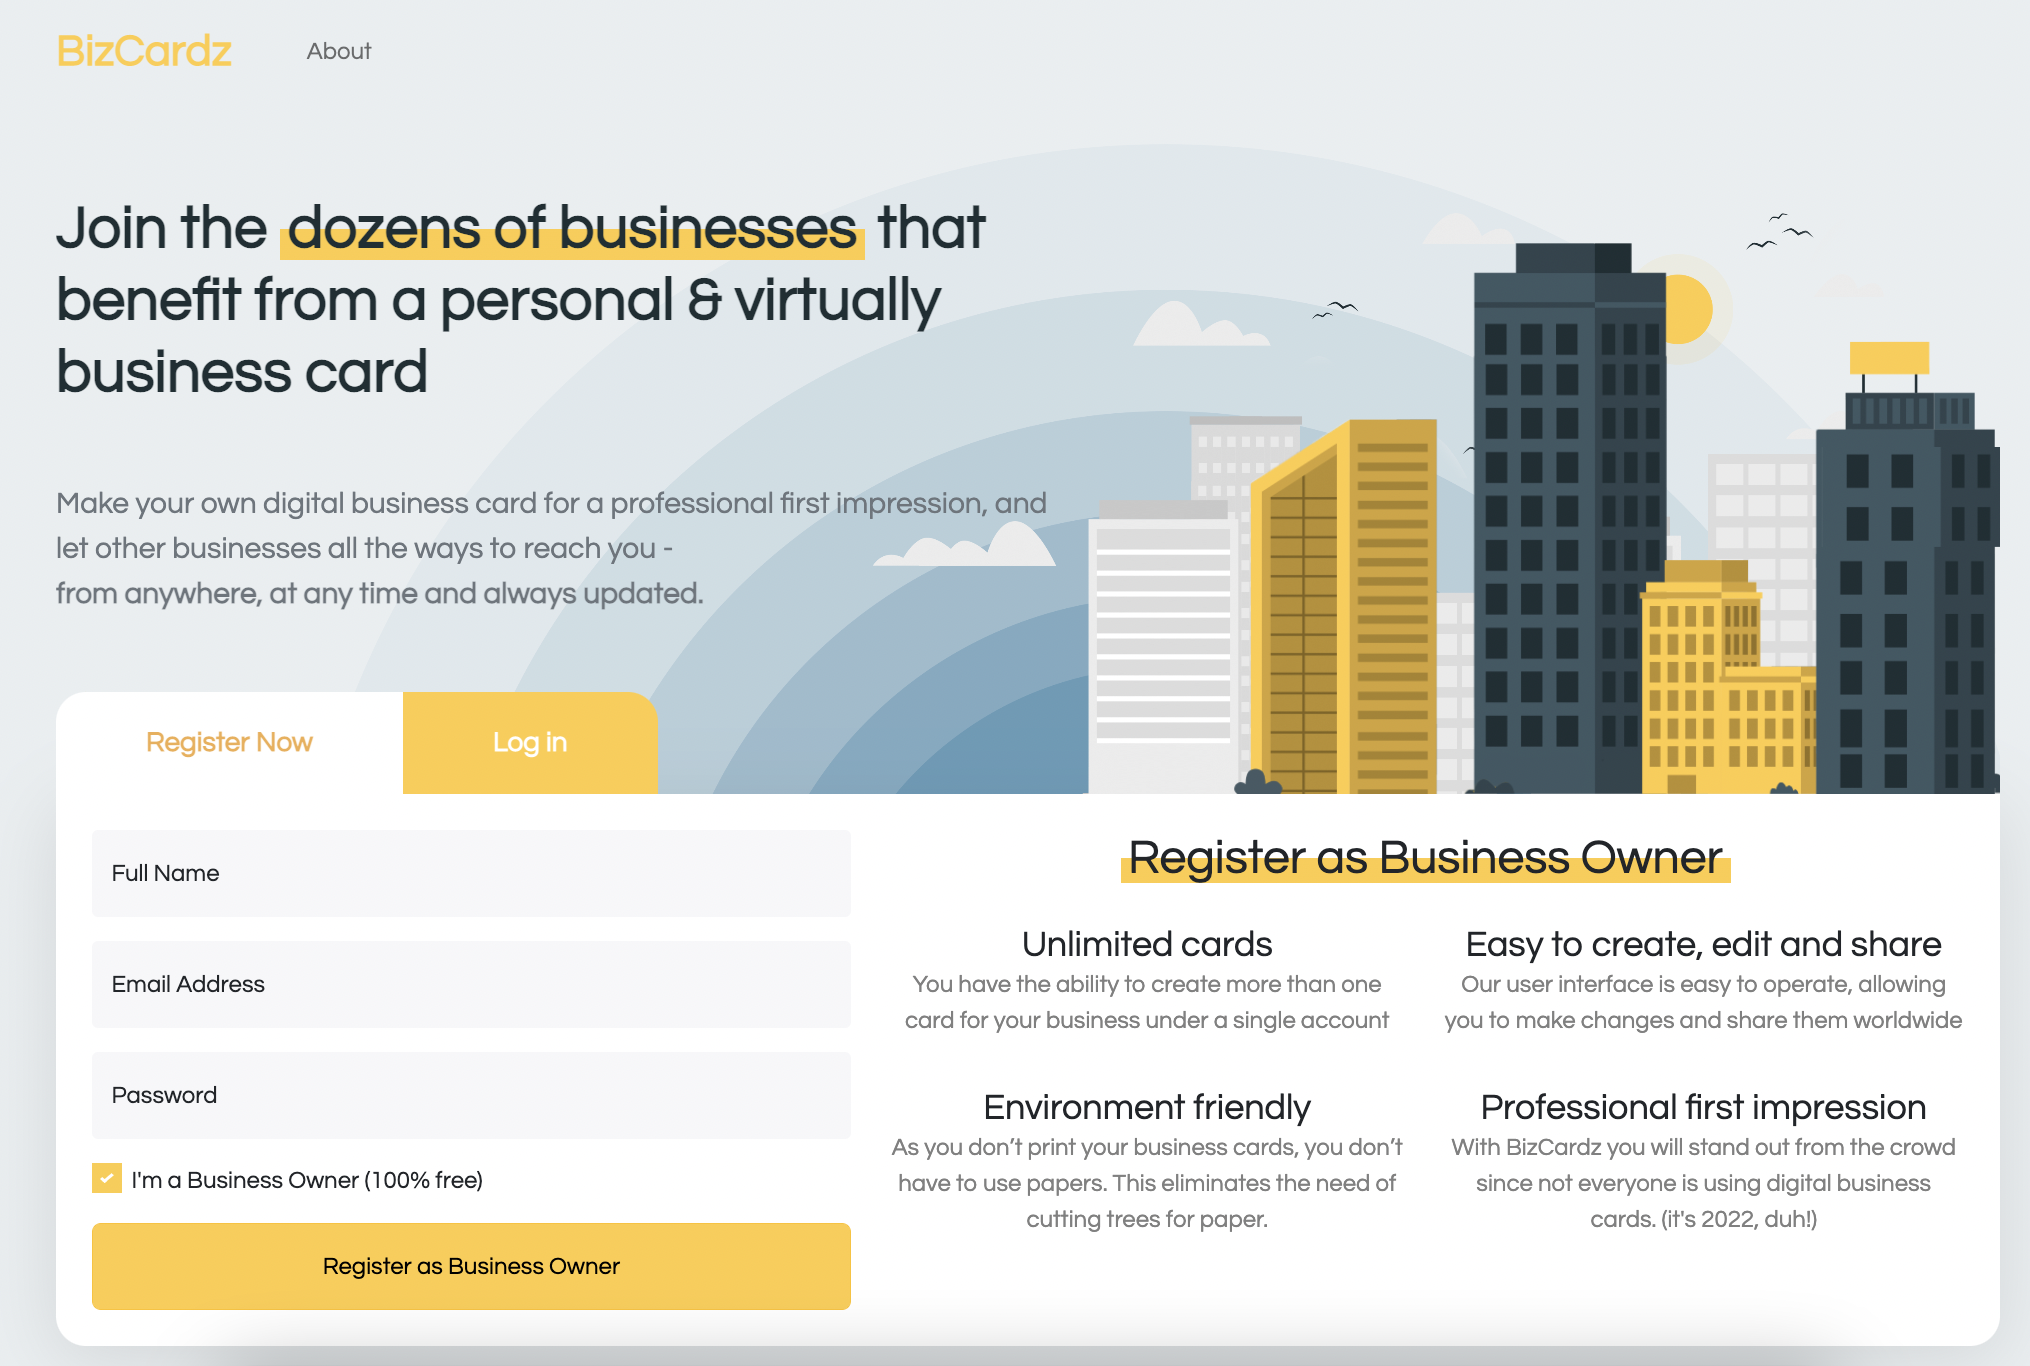 BizCardz
About
Join the dozens of businesses that
benefit from a personal & virtually
business card
Make your own digital business card for a professional first impression, and
let other businesses all the ways to reach you -
from anywhere, at any time and always updated.
Register Now
Log in
Full Name
Email Address
Password
I'm a Business Owner (100% free)
Register as Business Owner
Register as Business Owner
Unlimited cards
You have the ability to create more than one
card for your business under a single account
Easy to create, edit and share
Our user interface is easy to operate, allowing
you to make changes and share them worldwide
Environment friendly
As you don’t print your business cards, you don’t
have to use papers. This eliminates the need of
cutting trees for paper.
Professional first impression
With BizCardz you will stand out from the crowd
since not everyone is using digital business
cards. (it's 2022, duh!)